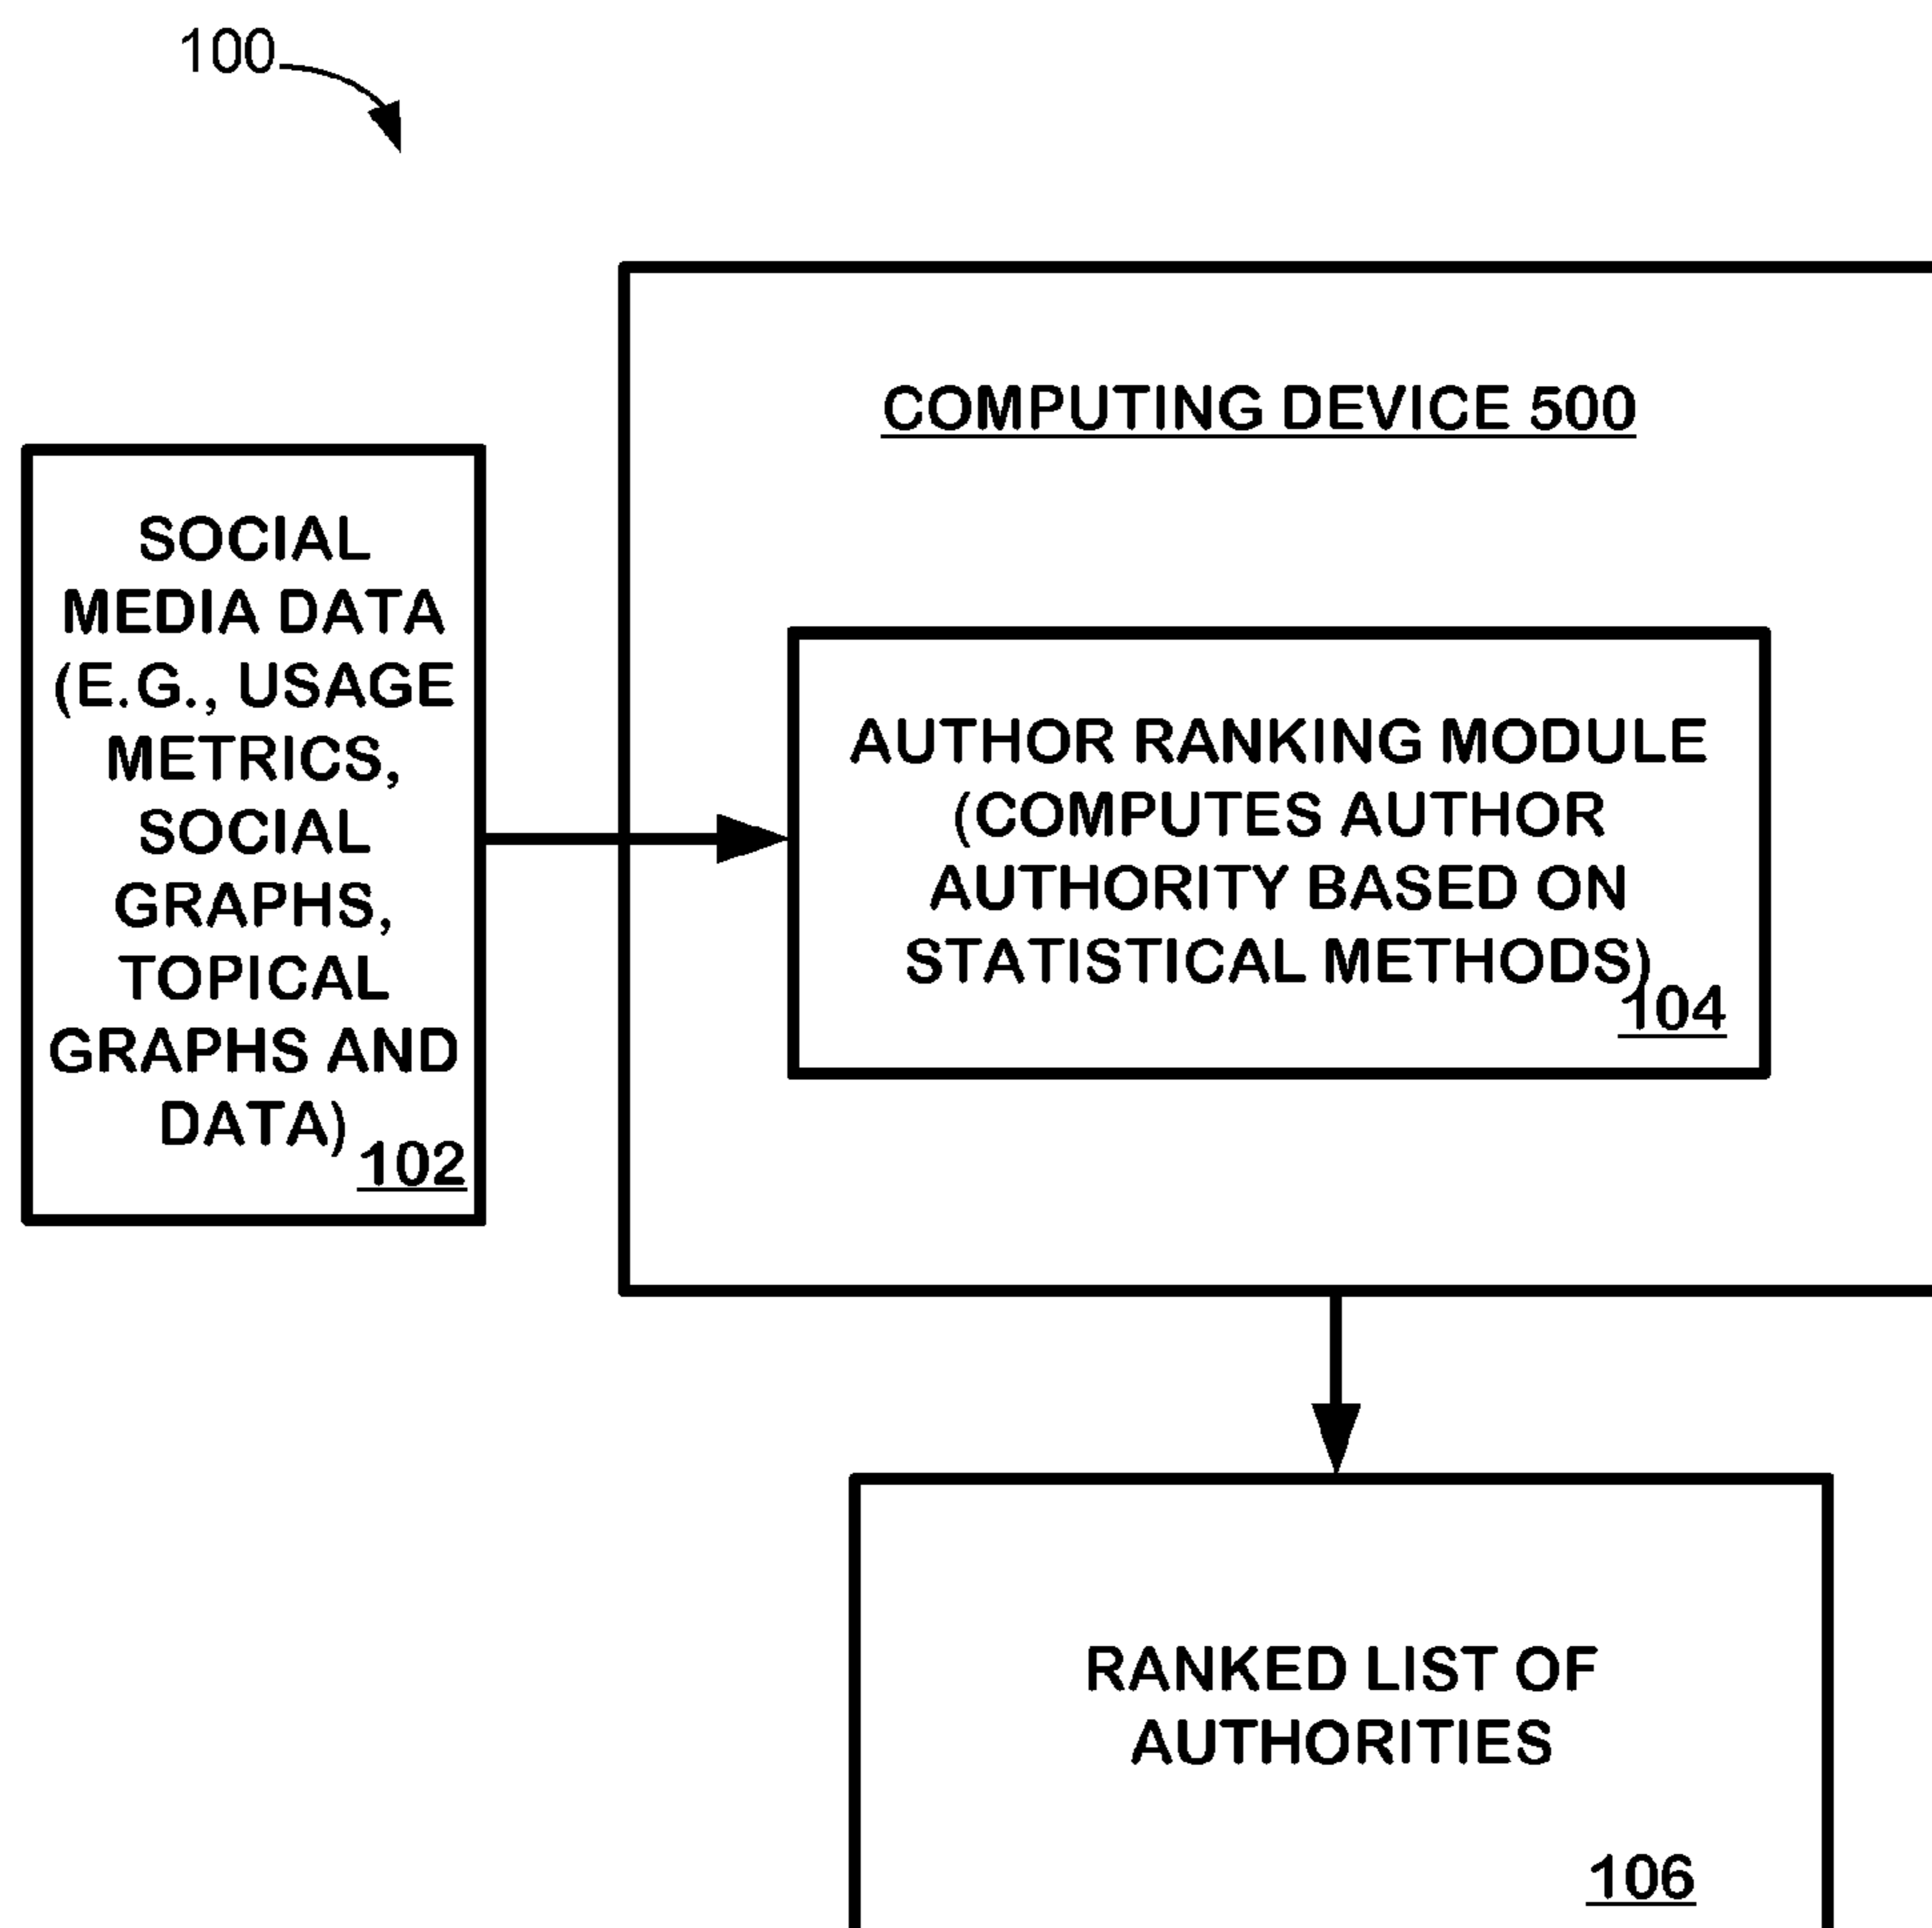 100
COMPUTING DEVICE 500
SOCIAL
MEDIA DATA
(E.G., USAGE
METRICS,
SOCIAL
GRAPHS,
TOPICAL
GRAPHS AND
DATA)
102
AUTHOR RANKING MODULE
(COMPUTES AUTHOR
AUTHORITY BASED ON
STATISTICAL METHODS)
104
RANKED LIST OF
AUTHORITIES
106